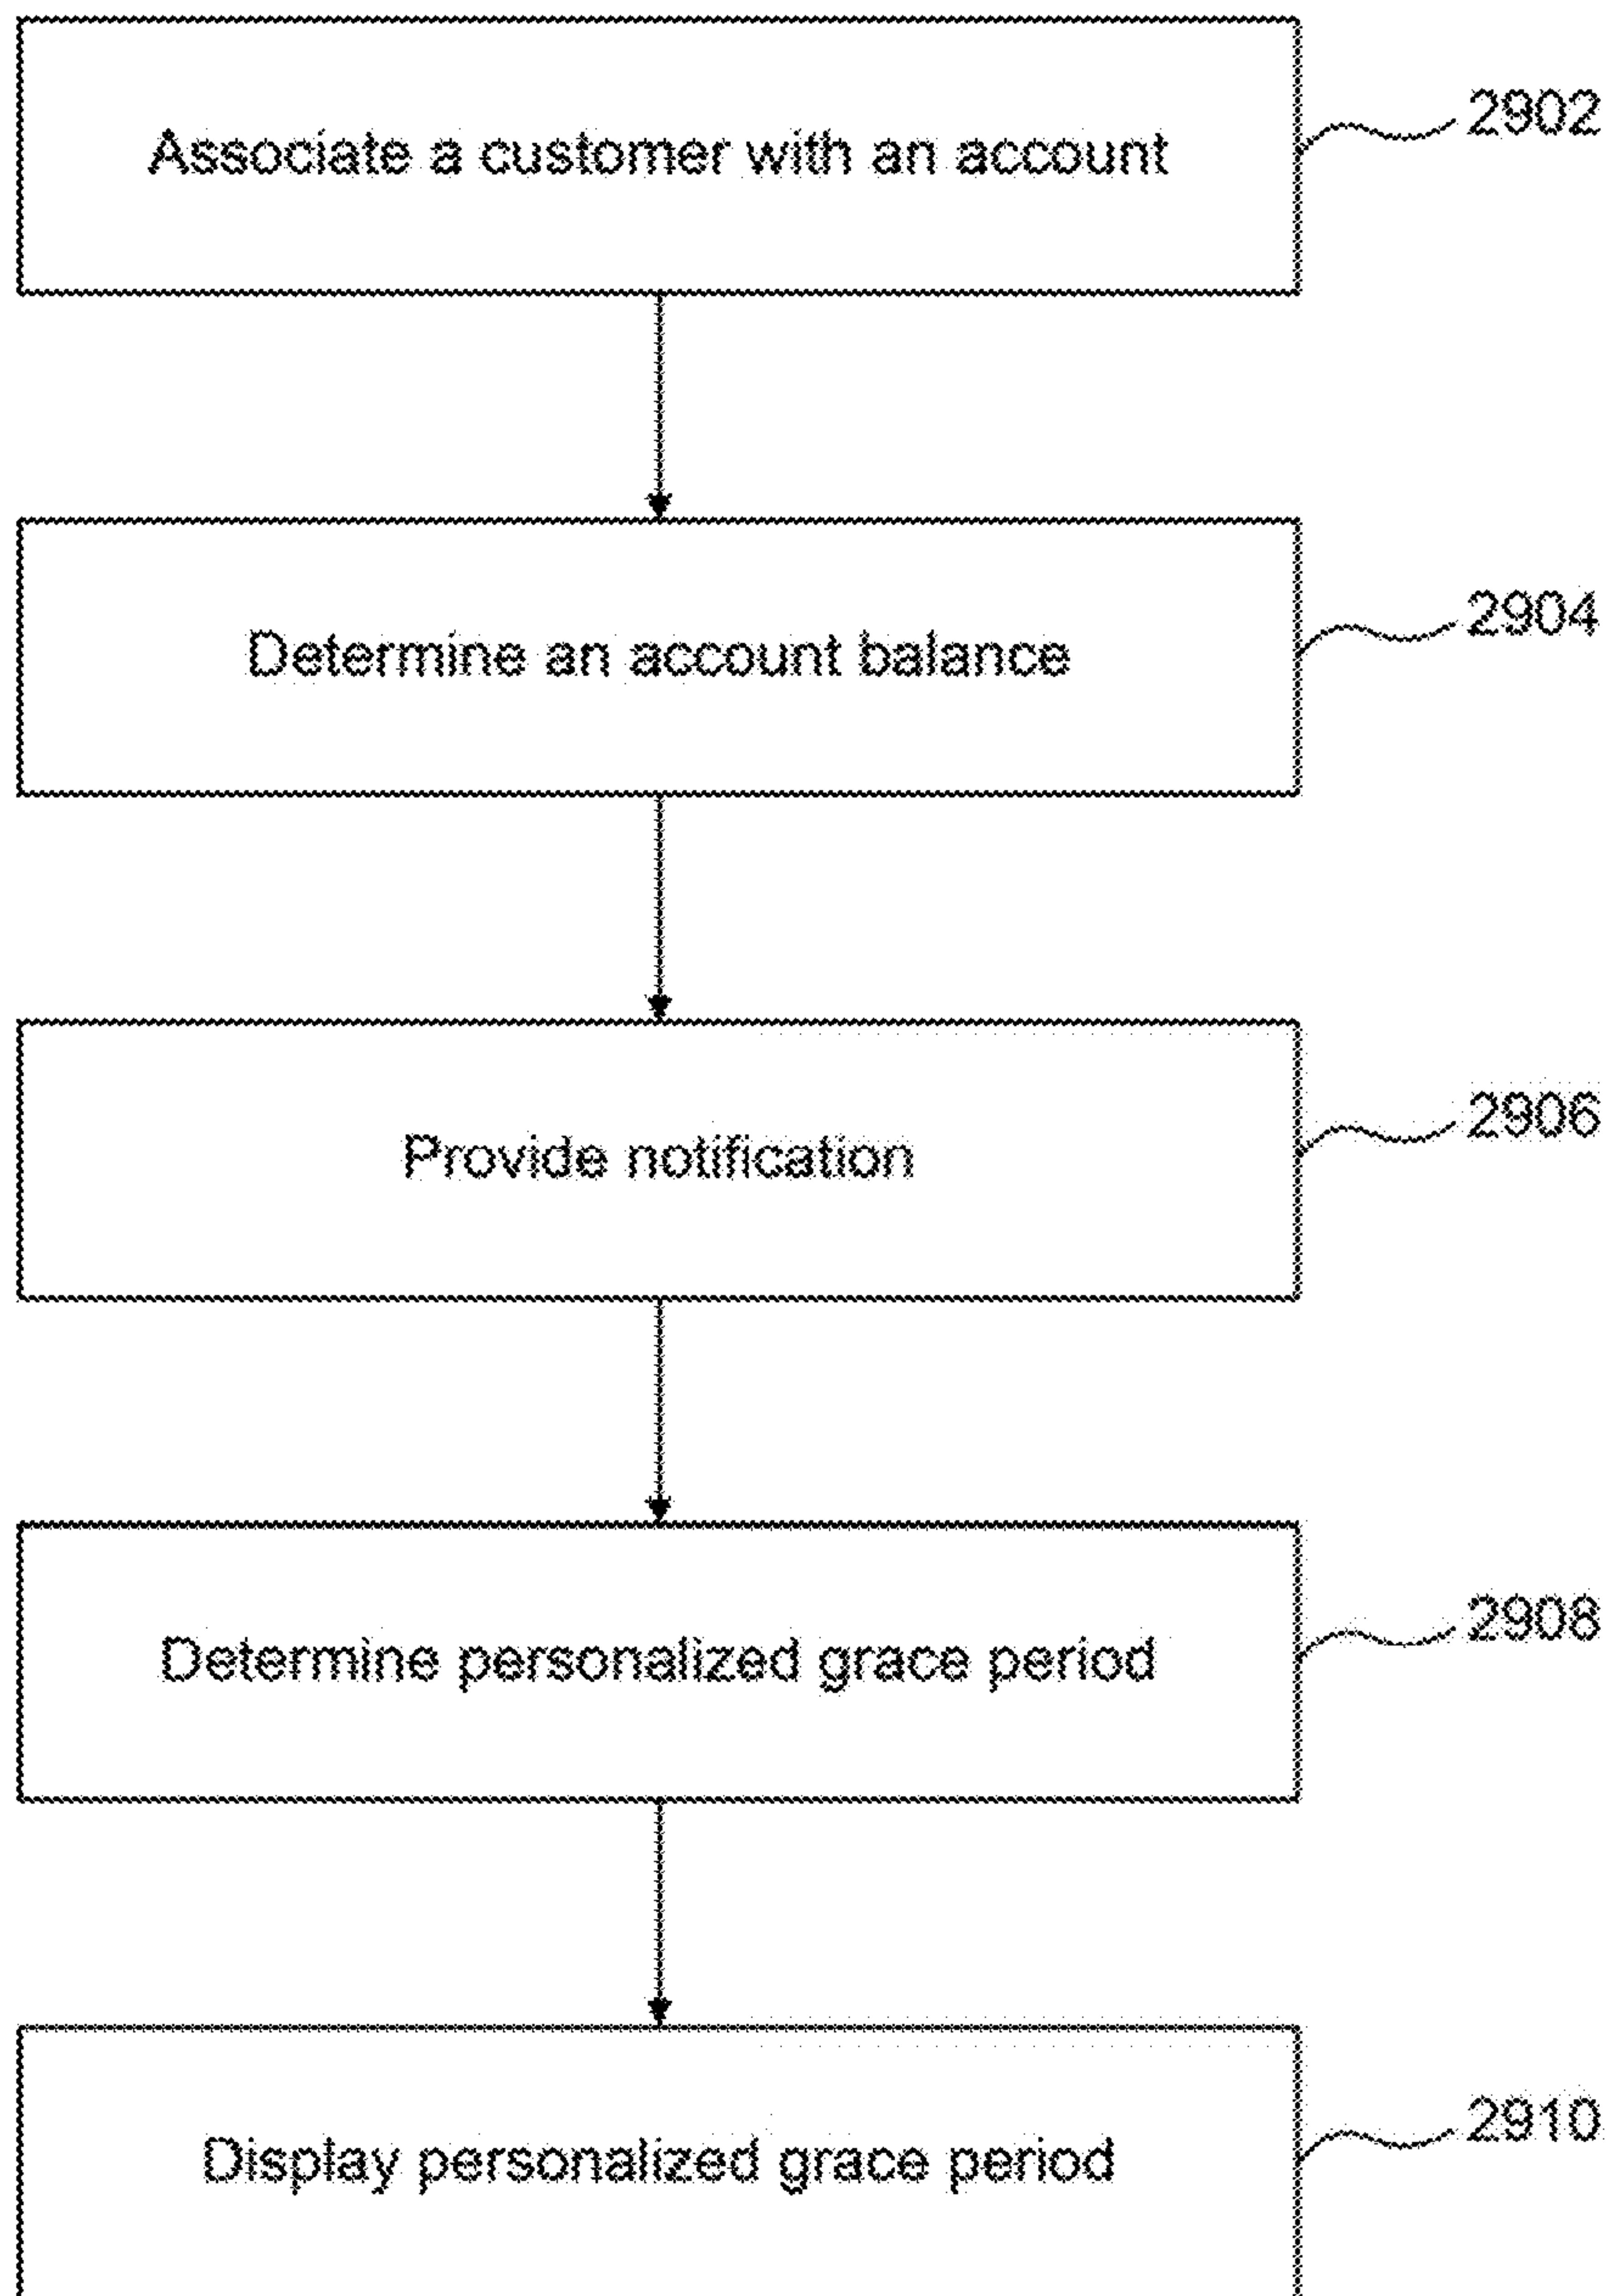 Associate a customer with an account
2902
Determine an account balance
2904
Provide notification
2906
Determine personalized grace period
2908
Display personalized grace period
2910